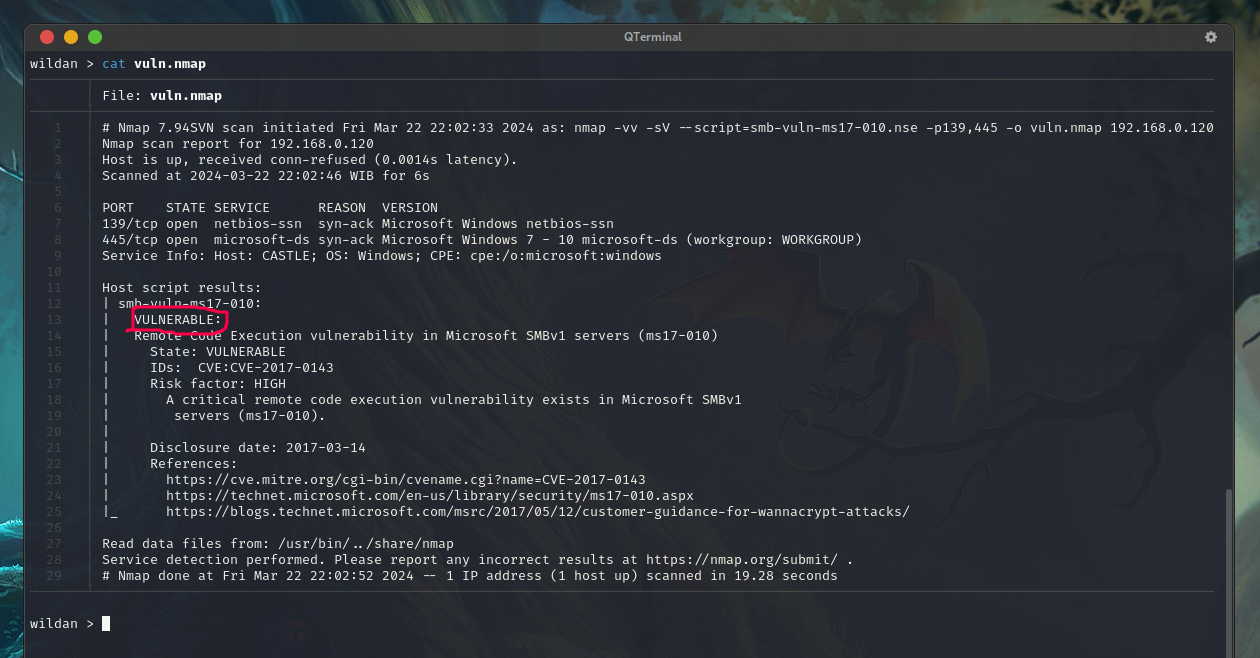 QTerminal
wildan > cat vuln.nmap
File: vuln.nmap
1 # Nmap 7.94SVN scan initiated Fri Mar 22 22:02:33 2024 as: nmap -vv -sV --script=smb-vuln-ms17-010.nse -p139,445 -o vuln.nmap 192.168.0.120
2 Nmap scan report for 192.168.0.120
3 Host is up, received conn-refused (0.0014s latency).
4 Scanned at 2024-03-22 22:02:46 WIB for 6s
5
6 PORT    STATE SERVICE      REASON  VERSION
7 139/tcp open  netbios-ssn  syn-ack Microsoft Windows netbios-ssn
8 445/tcp open  microsoft-ds syn-ack Microsoft Windows 7 - 10 microsoft-ds (workgroup: WORKGROUP)
9 Service Info: Host: CASTLE; OS: Windows; CPE: cpe:/o:microsoft:windows
10
11 Host script results:
12 | smb-vuln-ms17-010:
13 |   VULNERABLE:
14 |   Remote Code Execution vulnerability in Microsoft SMBv1 servers (ms17-010)
15 |     State: VULNERABLE
16 |     IDs:  CVE:CVE-2017-0143
17 |     Risk factor: HIGH
18 |       A critical remote code execution vulnerability exists in Microsoft SMBv1
19 |        servers (ms17-010).
20 |
21 |     Disclosure date: 2017-03-14
22 |     References:
23 |       https://cve.mitre.org/cgi-bin/cvename.cgi?name=CVE-2017-0143
24 |       https://technet.microsoft.com/en-us/library/security/ms17-010.aspx
25 |_      https://blogs.technet.microsoft.com/msrc/2017/05/12/customer-guidance-for-wannacrypt-attacks/
26
27 Read data files from: /usr/bin/../share/nmap
28 Service detection performed. Please report any incorrect results at https://nmap.org/submit/ .
29 # Nmap done at Fri Mar 22 22:02:52 2024 -- 1 IP address (1 host up) scanned in 19.28 seconds
wildan >